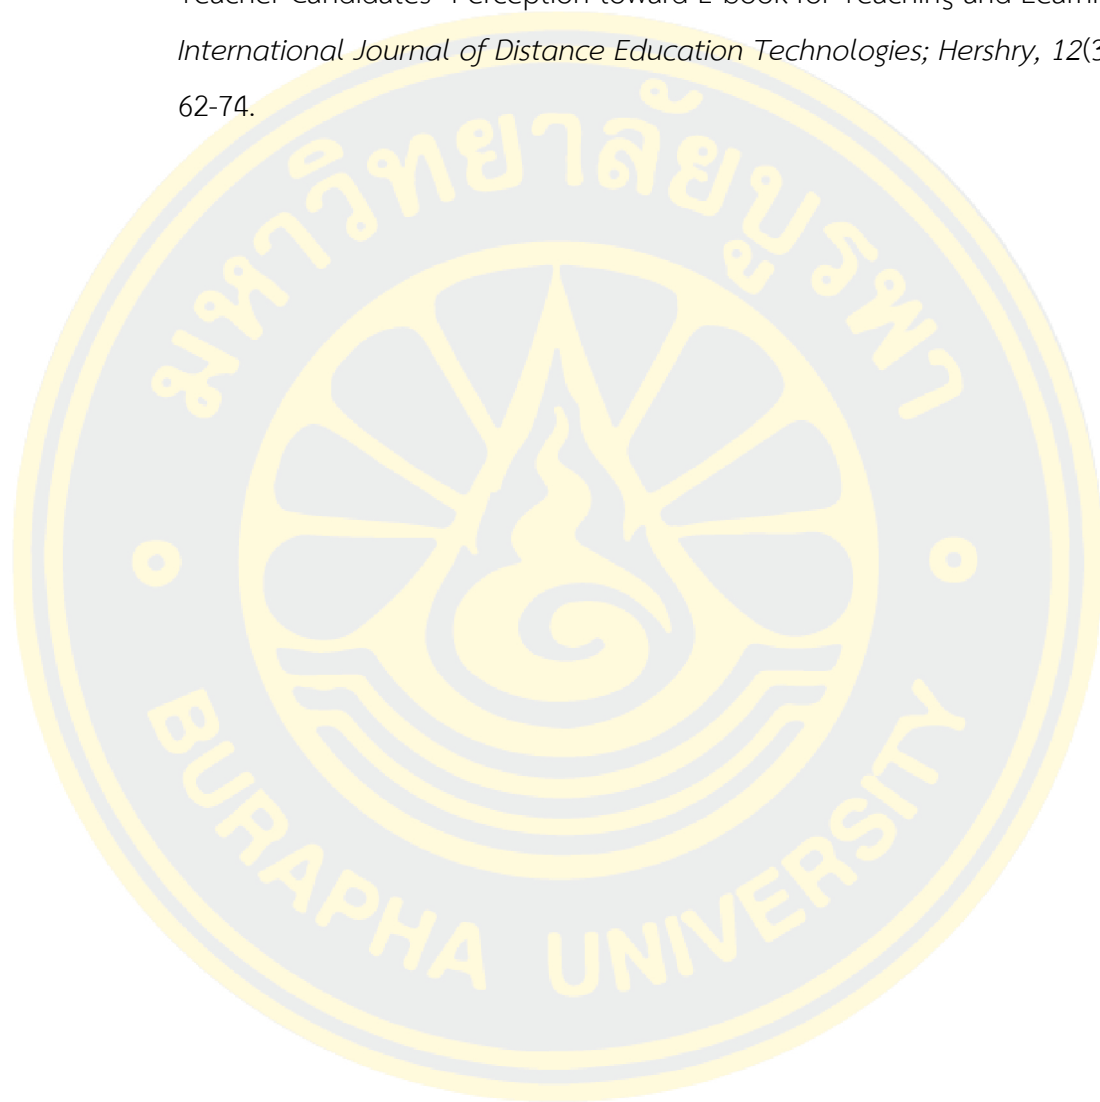 Teacher Candidates' Perception toward E-book for Teaching and
International Journal of Distance Education Technologies; Hershry, 12(3
62-74.
มหาวิทยาลัยบูรพา
BURAPHA UNIVERSITY